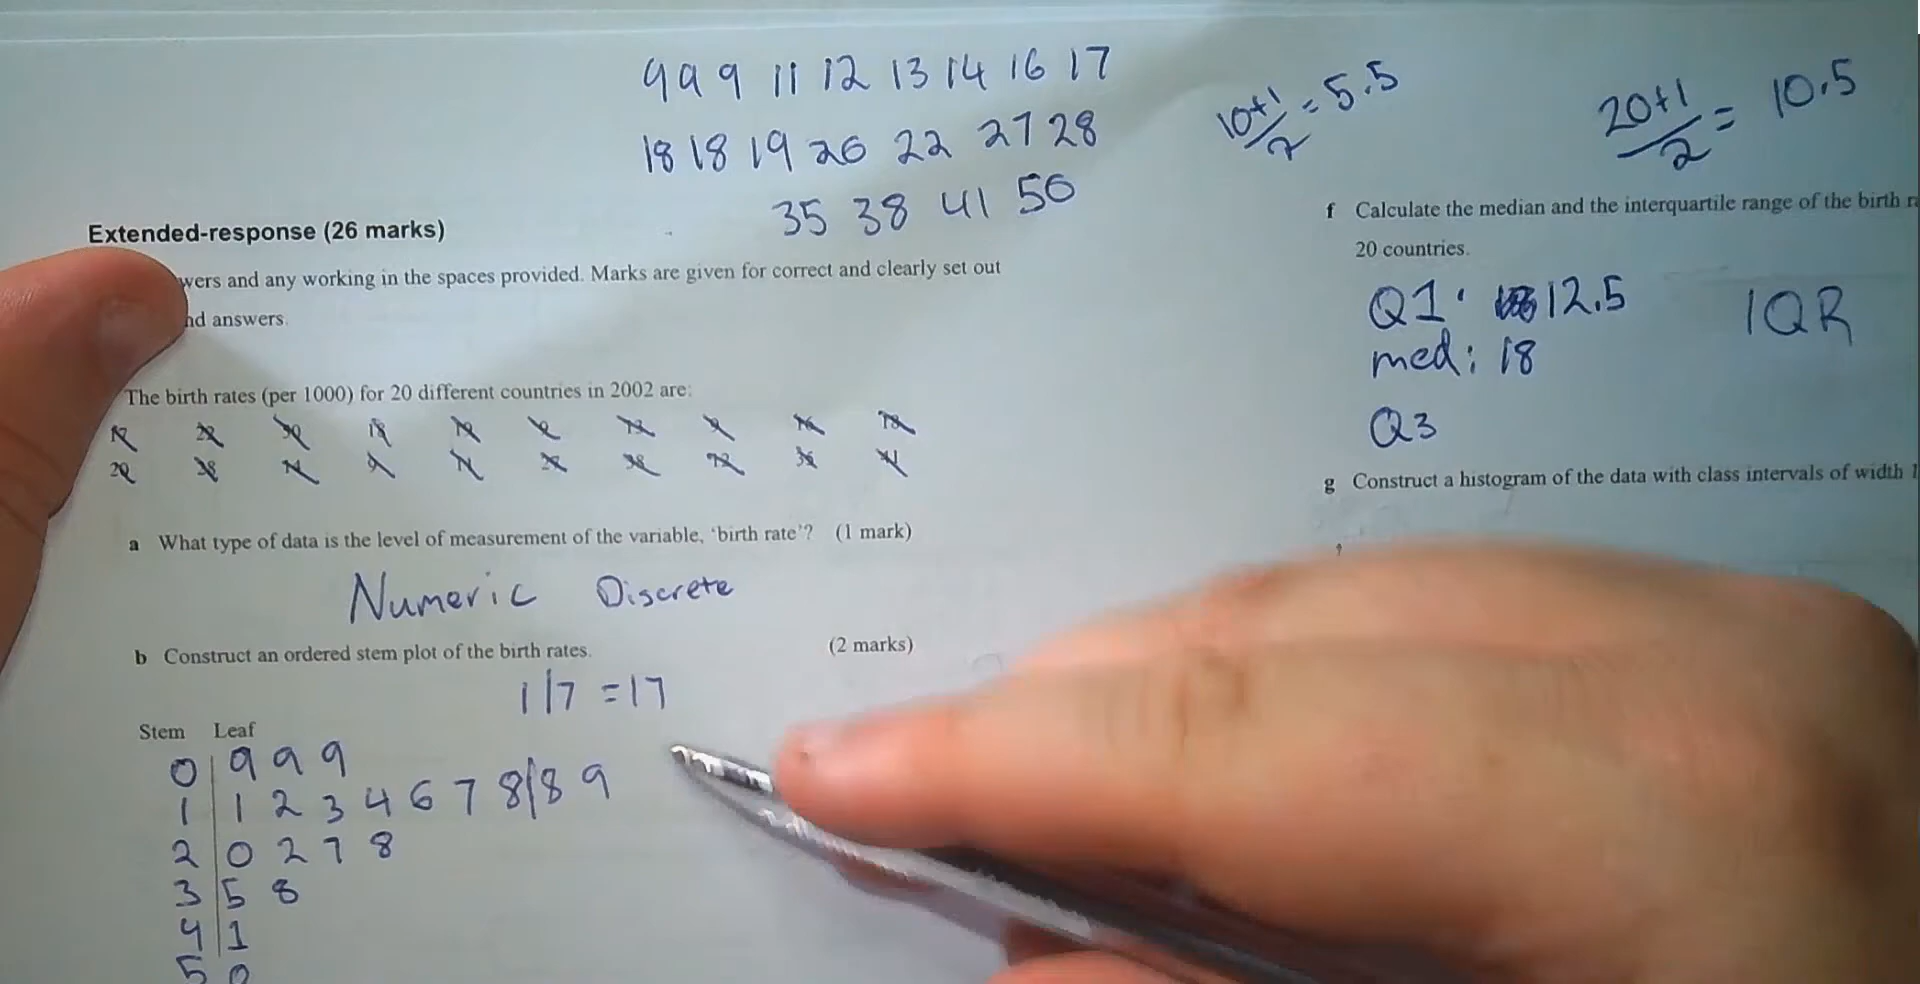 9 9 9 11 12 13 14 16 17
18 18 19 20 22 27 28
35 38 41 50
10+1/2 = 5.5
20+1/2 = 10.5
Extended-response (26 marks)
wers and any working in the spaces provided. Marks are given for correct and clearly set out
nd answers.
The birth rates (per 1000) for 20 different countries in 2002 are:
a What type of data is the level of measurement of the variable, ‘birth rate’? (1 mark)
Numeric Discrete
b Construct an ordered stem plot of the birth rates. (2 marks)
1|7 = 17
Stem Leaf
0 | 9 9 9
1 | 1 2 3 4 6 7 8|8 9
2 | 0 2 7 8
3 | 5 8
4 | 1
5 0
f Calculate the median and the interquartile range of the birth
20 countries.
Q1: 12.5 IQR
med: 18
Q3
g Construct a histogram of the data with class intervals of width